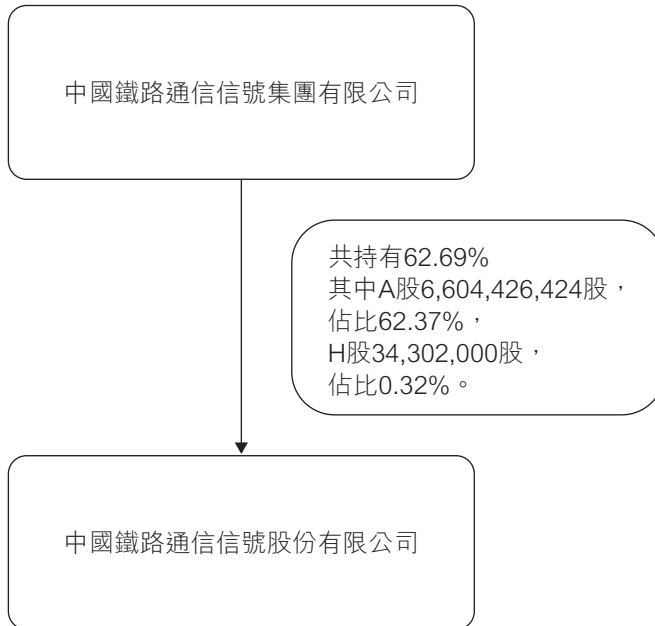 中國鐵路通信信號集團有限公司
共持有62.69%
其中A股6,604,426,424股，
佔比62.37%，
H股34,302,000股，
佔比0.32%。
中國鐵路通信信號股份有限公司